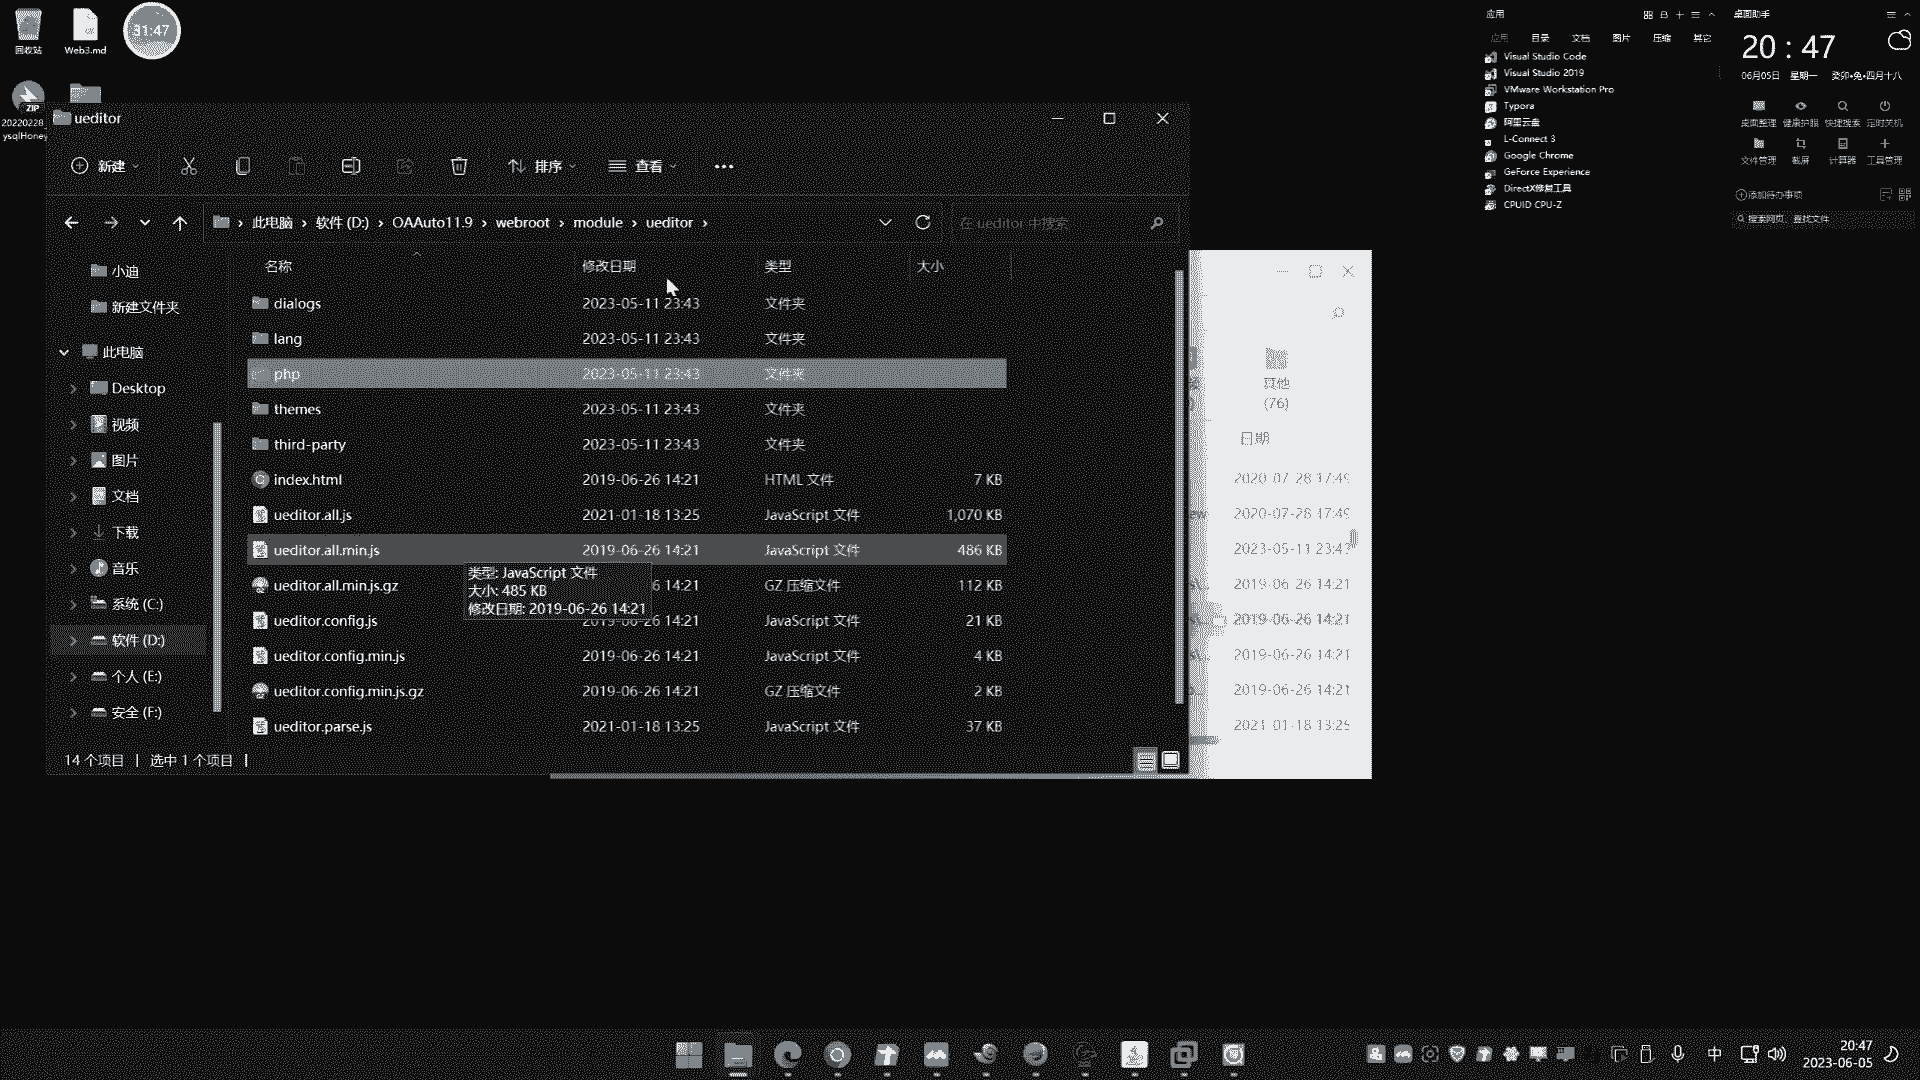 回收站
Web3.md
31:47
ZIP
20220228
ysqlHoney
ueditor
新建
排序
查看
此电脑 › 软件 (D:) › OAAuto11.9 › webroot › module › ueditor ›
在 ueditor 中搜索
小迪
新建文件夹
此电脑
Desktop
视频
图片
文档
下载
音乐
系统 (C:)
软件 (D:)
个人 (E:)
安全 (F:)
名称 修改日期 类型 大小
dialogs 2023-05-11 23:43 文件夹
lang 2023-05-11 23:43 文件夹
php 2023-05-11 23:43 文件夹
themes 2023-05-11 23:43 文件夹
third-party 2023-05-11 23:43 文件夹
index.html 2019-06-26 14:21 HTML 文件 7 KB
ueditor.all.js 2021-01-18 13:25 JavaScript 文件 1,070 KB
ueditor.all.min.js 2019-06-26 14:21 JavaScript 文件 486 KB
ueditor.all.min.js.gz 6 14:21 GZ 压缩文件 112 KB
ueditor.config.js 2019-06-26 14:21 JavaScript 文件 21 KB
ueditor.config.min.js 2019-06-26 14:21 JavaScript 文件 4 KB
ueditor.config.min.js.gz 2019-06-26 14:21 GZ 压缩文件 2 KB
ueditor.parse.js 2021-01-18 13:25 JavaScript 文件 37 KB
类型: JavaScript 文件
大小: 485 KB
修改日期: 2019-06-26 14:21
14 个项目 | 选中 1 个项目 |
其他
(76)
日期
2020-07-28 17:49
2020-07-28 17:49
2023-05-11 23:43
2019-06-26 14:21
2019-06-26 14:21
2019-06-26 14:21
2019-06-26 14:21
2021-01-18 13:25
应用
应用 目录 文档 图片 压缩 其它
Visual Studio Code
Visual Studio 2019
VMware Workstation Pro
Typora
阿里云盘
L-Connect 3
Google Chrome
GeForce Experience
DirectX修复工具
CPUID CPU-Z
桌面助手
20 : 47
06月05日 星期一 癸卯•兔•四月十八
桌面整理 健康护眼 快捷搜索 定时关机
文件管理 截屏 计算器 工具管理
添加待办事项
搜索网页、查找文件
中
20:47
2023-06-05